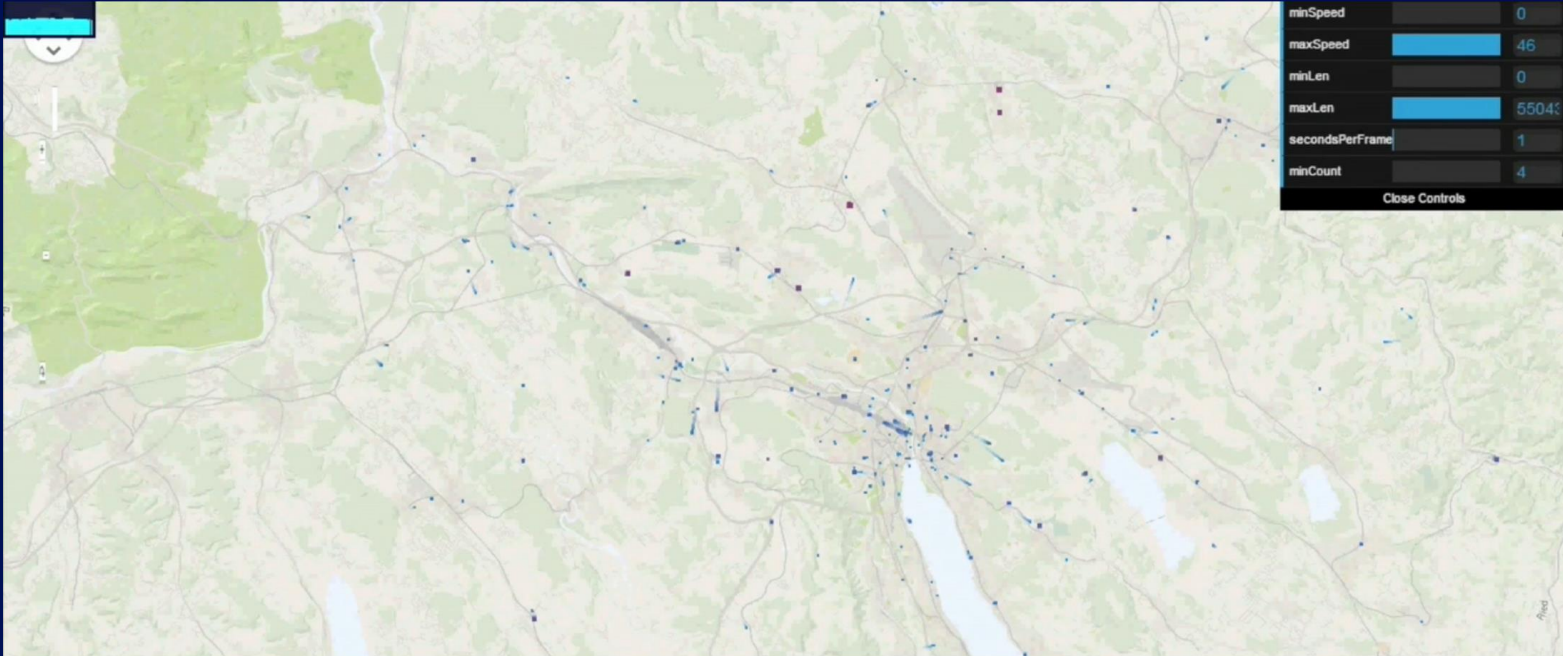 minSpeed 0
maxSpeed 46
minLen 0
maxLen 55043
secondsPerFrame 1
minCount 4
Close Controls